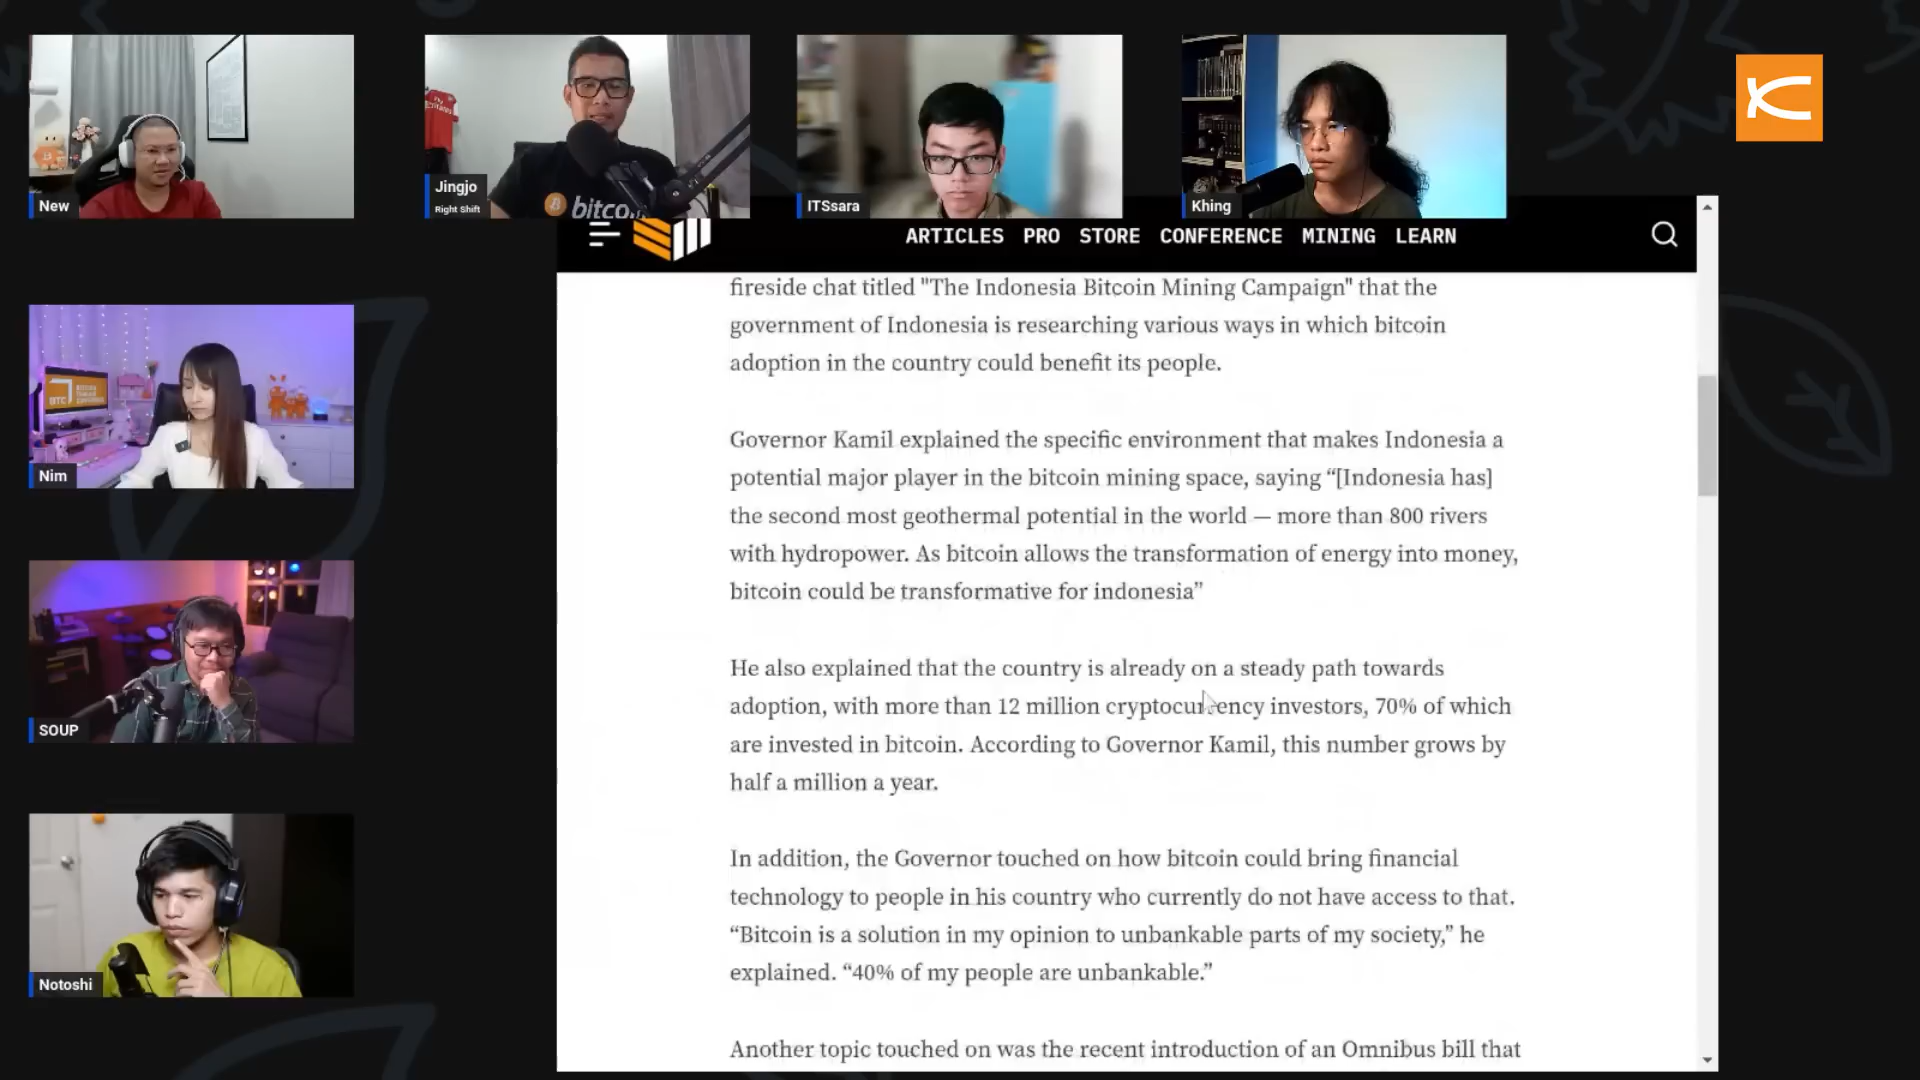 New
Jingjo
Right Shift
bitco
ITSsara
Khing
ARTICLES PRO STORE CONFERENCE MINING LEARN
fireside chat titled "The Indonesia Bitcoin Mining Campaign" that the
government of Indonesia is researching various ways in which bitcoin
adoption in the country could benefit its people.
Governor Kamil explained the specific environment that makes Indonesia a
potential major player in the bitcoin mining space, saying “[Indonesia has]
the second most geothermal potential in the world — more than 800 rivers
with hydropower. As bitcoin allows the transformation of energy into money,
bitcoin could be transformative for indonesia”
He also explained that the country is already on a steady path towards
adoption, with more than 12 million cryptocurrency investors, 70% of which
are invested in bitcoin. According to Governor Kamil, this number grows by
half a million a year.
In addition, the Governor touched on how bitcoin could bring financial
technology to people in his country who currently do not have access to that.
“Bitcoin is a solution in my opinion to unbankable parts of my society,” he
explained. “40% of my people are unbankable.”
Another topic touched on was the recent introduction of an Omnibus bill that
Nim
BTC
SOUP
Notoshi